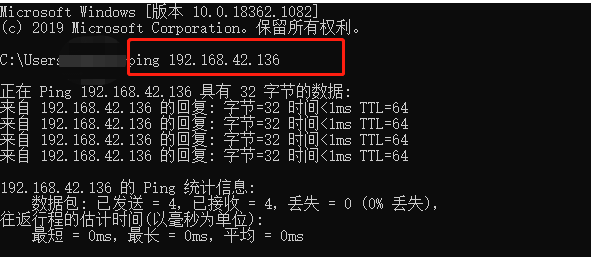 Microsoft Windows [版本 10.0.18362.1082]
(c) 2019 Microsoft Corporation。保留所有权利。
C:\Users ping 192.168.42.136
正在 Ping 192.168.42.136 具有 32 字节的数据:
来自 192.168.42.136 的回复: 字节=32 时间<1ms TTL=64
来自 192.168.42.136 的回复: 字节=32 时间<1ms TTL=64
来自 192.168.42.136 的回复: 字节=32 时间<1ms TTL=64
来自 192.168.42.136 的回复: 字节=32 时间<1ms TTL=64
192.168.42.136 的 Ping 统计信息:
数据包: 已发送 = 4, 已接收 = 4, 丢失 = 0 (0% 丢失),
往返行程的估计时间(以毫秒为单位):
最短 = 0ms, 最长 = 0ms, 平均 = 0ms